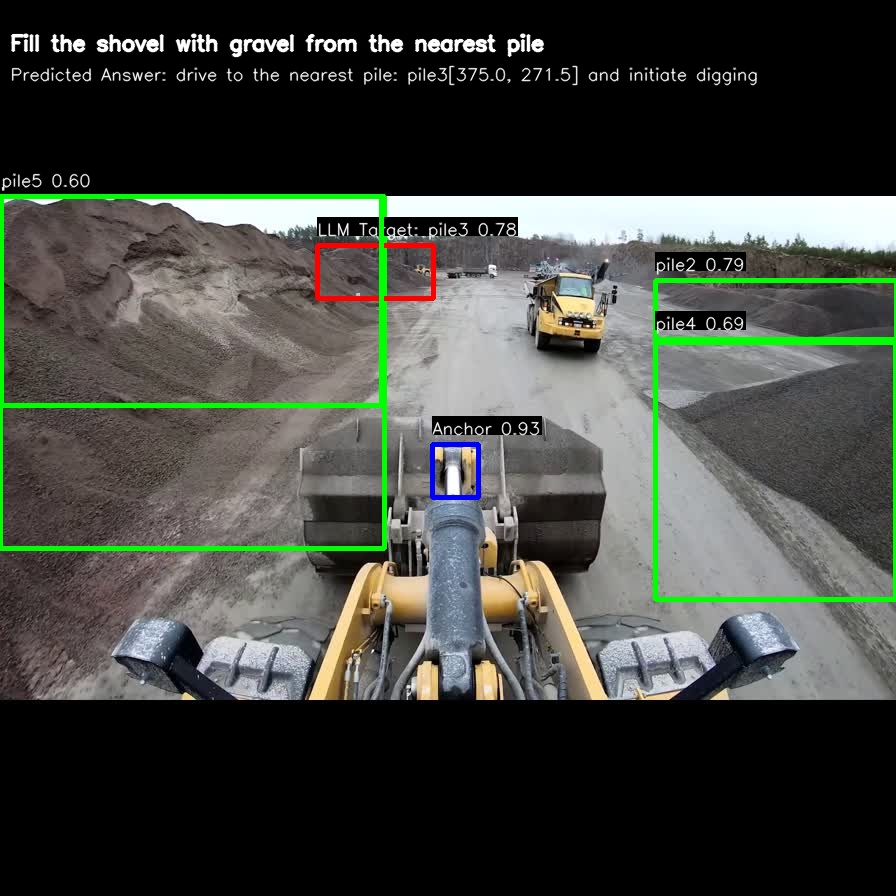 Fill the shovel with gravel from the nearest pile
Predicted Answer: drive to the nearest pile: pile3[375.0, 271.5] and initiate digging
pile5 0.60
LLM Target: pile3 0.78
pile2 0.79
pile4 0.69
Anchor 0.93